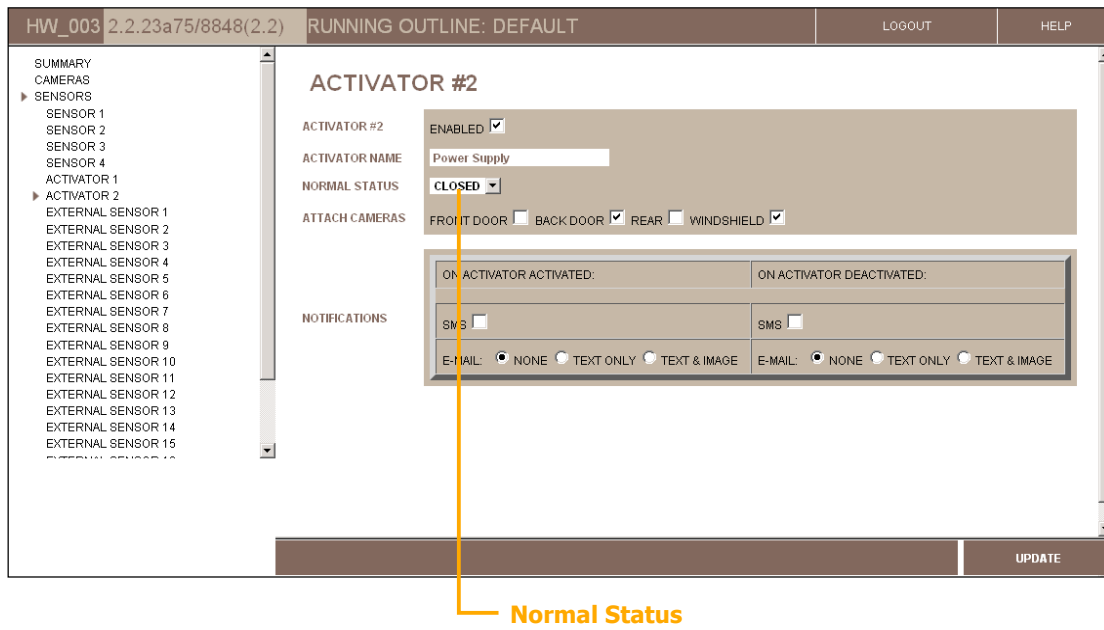 HW_003 2.2.23a75/8848(2.2) RUNNING OUTLINE: DEFAULT LOGOUT HELP
SUMMARY
CAMERAS
SENSORS
SENSOR 1
SENSOR 2
SENSOR 3
SENSOR 4
ACTIVATOR 1
ACTIVATOR 2
EXTERNAL SENSOR 1
EXTERNAL SENSOR 2
EXTERNAL SENSOR 3
EXTERNAL SENSOR 4
EXTERNAL SENSOR 5
EXTERNAL SENSOR 6
EXTERNAL SENSOR 7
EXTERNAL SENSOR 8
EXTERNAL SENSOR 9
EXTERNAL SENSOR 10
EXTERNAL SENSOR 11
EXTERNAL SENSOR 12
EXTERNAL SENSOR 13
EXTERNAL SENSOR 14
EXTERNAL SENSOR 15
ACTIVATOR #2
ACTIVATOR #2 ENABLED
ACTIVATOR NAME Power Supply
NORMAL STATUS CLOSED
ATTACH CAMERAS FRONT DOOR BACK DOOR REAR WINDSHIELD
ON ACTIVATOR ACTIVATED: ON ACTIVATOR DEACTIVATED:
NOTIFICATIONS SMS SMS
E-MAIL: NONE TEXT ONLY TEXT & IMAGE E-MAIL: NONE TEXT ONLY TEXT & IMAGE
UPDATE
Normal Status